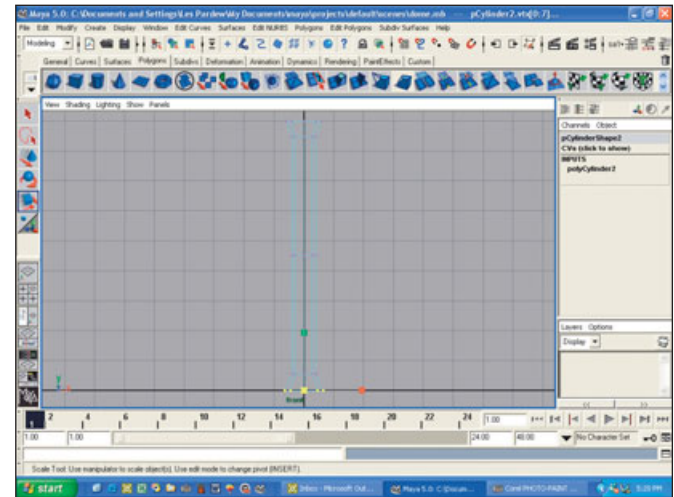 Maya 5.0: C:\Documents and Settings\Les Pardew\My Documents\maya\projects\default\scenes\dome.mb --- pCylinder2.vtx[0:7]...
File Edit Modify Create Display Window Edit Curves Surfaces Edit NURBS Polygons Edit Polygons Subdiv Surfaces Help
Modeling
General Curves Surfaces Polygons Subdivs Deformation Animation Dynamics Rendering PaintEffects Custom
View Shading Lighting Show Panels
Channels Object
pCylinderShape2
CVs (click to show)
INPUTS
polyCylinder2
Layers Options
Display
y
front
2 4 6 8 10 12 14 16 18 20 22 24 1.00
1
1.00 1.00 24.00 48.00 No Character Set
Scale Tool: Use manipulator to scale object(s). Use edit mode to change pivot (INSERT).
start Inbox - Microsoft Out... Maya 5.0: C:\Docum... Corel PHOTO-PAINT ... 5:20 PM